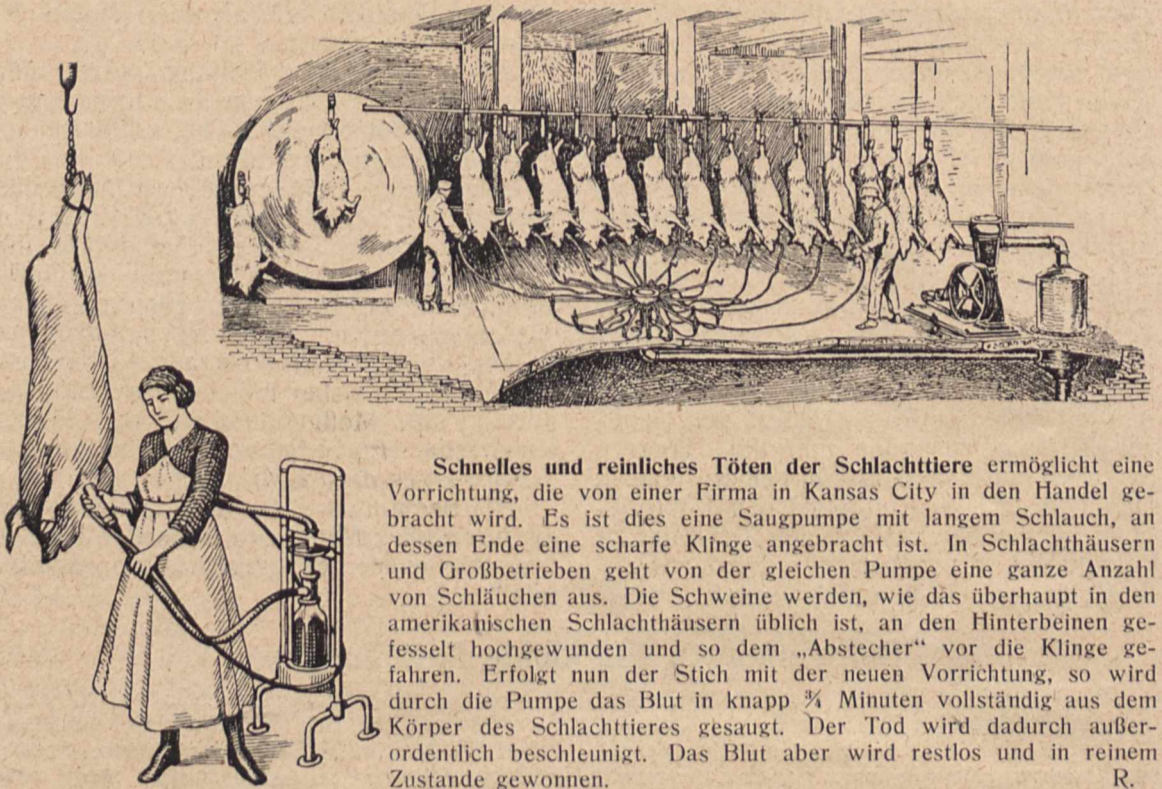 Schnelles und reinliches Töten der Schlachttiere ermöglicht eine
Vorrichtung, die von einer Firma in Kansas City in den Handel ge-
bracht wird. Es ist dies eine Saugpumpe mit langem Schlauch, an
dessen Ende eine scharfe Klinge angebracht ist. In Schlachthäusern
und Großbetrieben geht von der gleichen Pumpe eine ganze Anzahl
von Schläuchen aus. Die Schweine werden, wie das überhaupt in den
amerikanischen Schlachthäusern üblich ist, an den Hinterbeinen ge-
fesselt hochgewunden und so dem „Abstecher“ vor die Klinge ge-
fahren. Erfolgt nun der Stich mit der neuen Vorrichtung, so wird
durch die Pumpe das Blut in knapp ¾ Minuten vollständig aus dem
Körper des Schlachttieres gesaugt. Der Tod wird dadurch außer-
ordentlich beschleunigt. Das Blut aber wird restlos und in reinem
Zustande gewonnen. R.